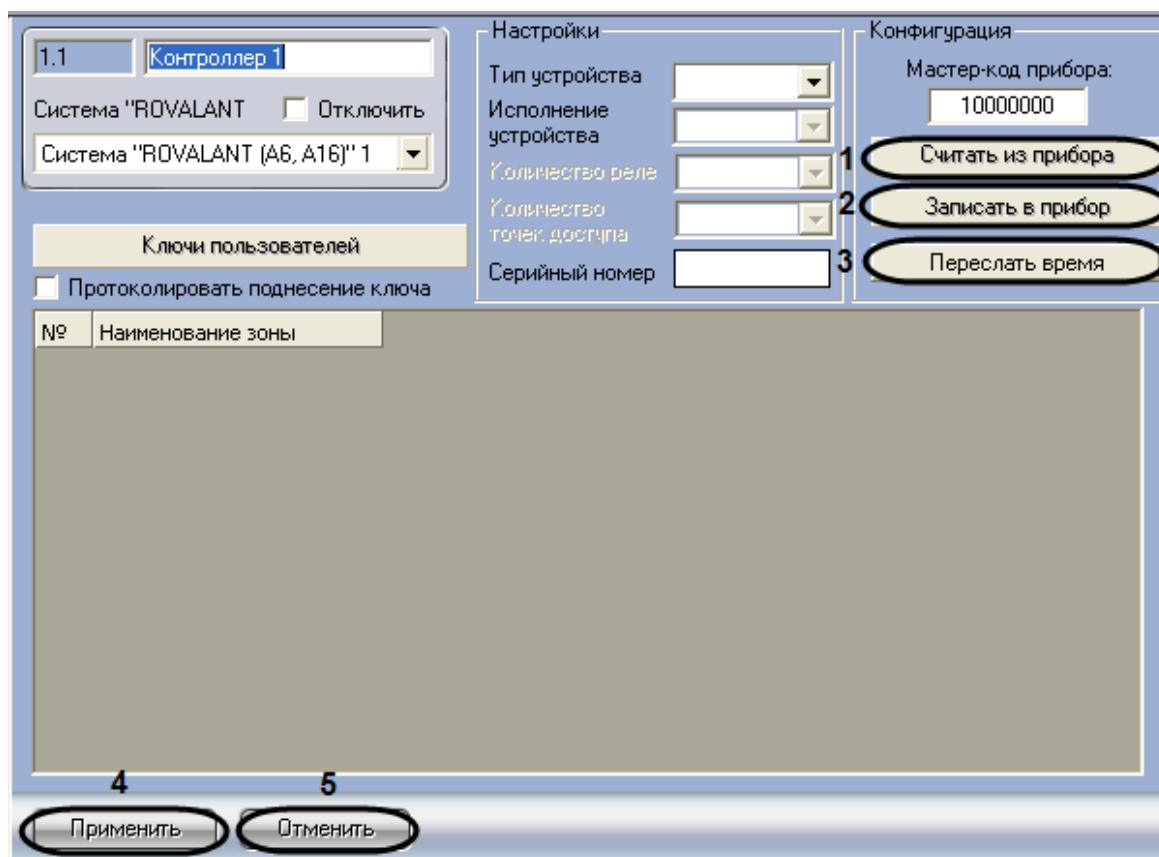 1.1
Контроллер 1
Система "ROVALANT
Отключить
Система "ROVALANT (A6, A16)" 1
Ключи пользователей
Протоколировать поднесение ключа
Настройки
Тип устройства
Исполнение
устройства
Количество реле
Количество
точек доступа
Серийный номер
Конфигурация
Мастер-код прибора:
10000000
1
Считать из прибора
2
Записать в прибор
3
Переслать время
№
Наименование зоны
4
5
Применить
Отменить